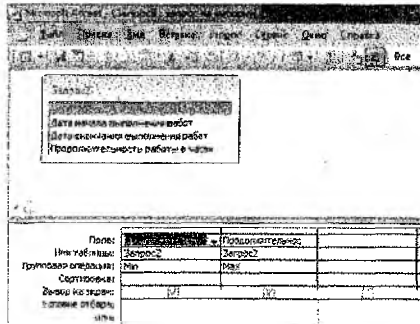 Файл Правка Вид Вставка Запрос Сервис Окно Справка
Все
Запрос2
Дата начала выполнения работ
Дата окончания выполнения работ
Продолжительность работы в часах
Поле: Продолжительнос
Имя таблицы: Запрос2 Запрос2
Групповая операция: Min Max
Сортировка:
Вывод на экран:
Условие отбора:
или: